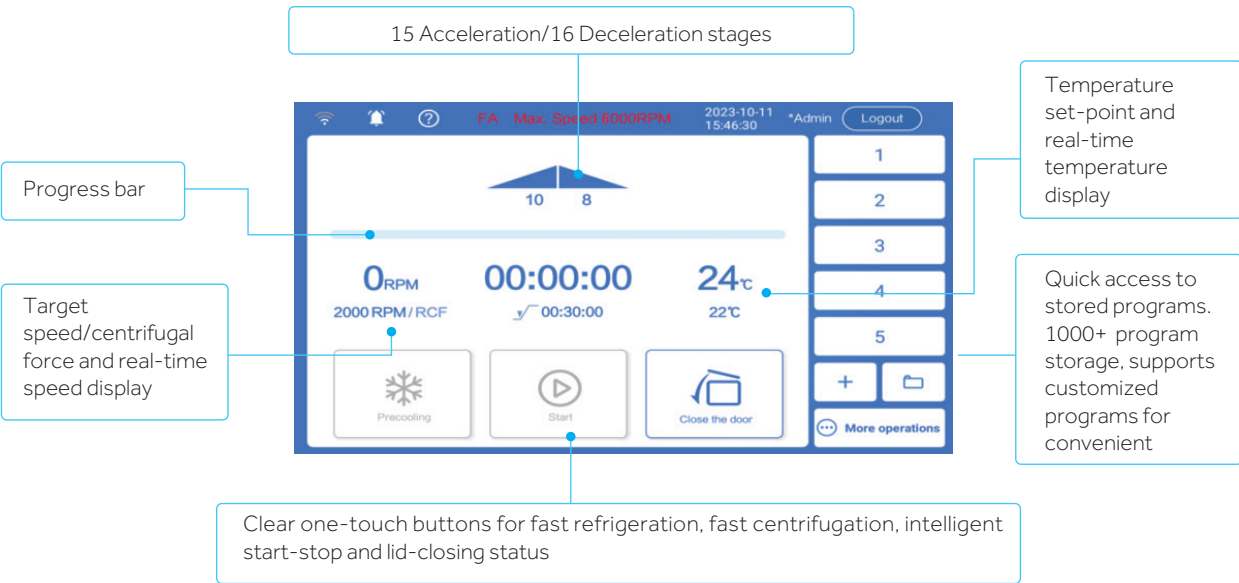 15 Acceleration/16 Deceleration stages
Temperature
set-point and
real-time
temperature
display
FA Max. Speed 6000RPM
2023-10-11
15:46:30
*Admin
Logout
1
Progress bar
10 8
2
3
0RPM
00:00:00
24℃
4
Quick access to
stored programs.
1000+ program
storage, supports
customized
programs for
convenient
Target
speed/centrifugal
force and real-time
speed display
2000 RPM/RCF
00:30:00
22℃
5
+
Precooling
Start
Close the door
More operations
Clear one-touch buttons for fast refrigeration, fast centrifugation, intelligent
start-stop and lid-closing status